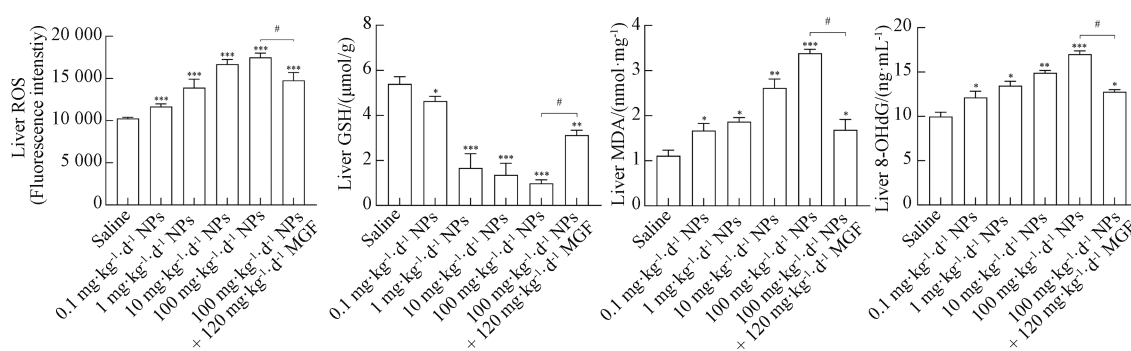 Liver ROS
(Fluorescence intenstiy)
20 000
15 000
10 000
5 000
0
***
***
***
***
***
#
Saline
0.1 mg·kg⁻¹·d⁻¹ NPs
1 mg·kg⁻¹·d⁻¹ NPs
10 mg·kg⁻¹·d⁻¹ NPs
100 mg·kg⁻¹·d⁻¹ NPs
100 mg·kg⁻¹·d⁻¹ NPs
+ 120 mg·kg⁻¹·d⁻¹ MGF
Liver GSH/(μmol/g)
8
6
4
2
0
*
***
***
***
**
#
Saline
0.1 mg·kg⁻¹·d⁻¹ NPs
1 mg·kg⁻¹·d⁻¹ NPs
10 mg·kg⁻¹·d⁻¹ NPs
100 mg·kg⁻¹·d⁻¹ NPs
100 mg·kg⁻¹·d⁻¹ NPs
+ 120 mg·kg⁻¹·d⁻¹ MGF
Liver MDA/(nmol·mg⁻¹)
4
3
2
1
0
*
*
**
***
*
#
Saline
0.1 mg·kg⁻¹·d⁻¹ NPs
1 mg·kg⁻¹·d⁻¹ NPs
10 mg·kg⁻¹·d⁻¹ NPs
100 mg·kg⁻¹·d⁻¹ NPs
100 mg·kg⁻¹·d⁻¹ NPs
+ 120 mg·kg⁻¹·d⁻¹ MGF
Liver 8-OHdG/(ng·mL⁻¹)
20
15
10
5
0
*
*
**
***
*
#
Saline
0.1 mg·kg⁻¹·d⁻¹ NPs
1 mg·kg⁻¹·d⁻¹ NPs
10 mg·kg⁻¹·d⁻¹ NPs
100 mg·kg⁻¹·d⁻¹ NPs
100 mg·kg⁻¹·d⁻¹ NPs
+ 120 mg·kg⁻¹·d⁻¹ MGF